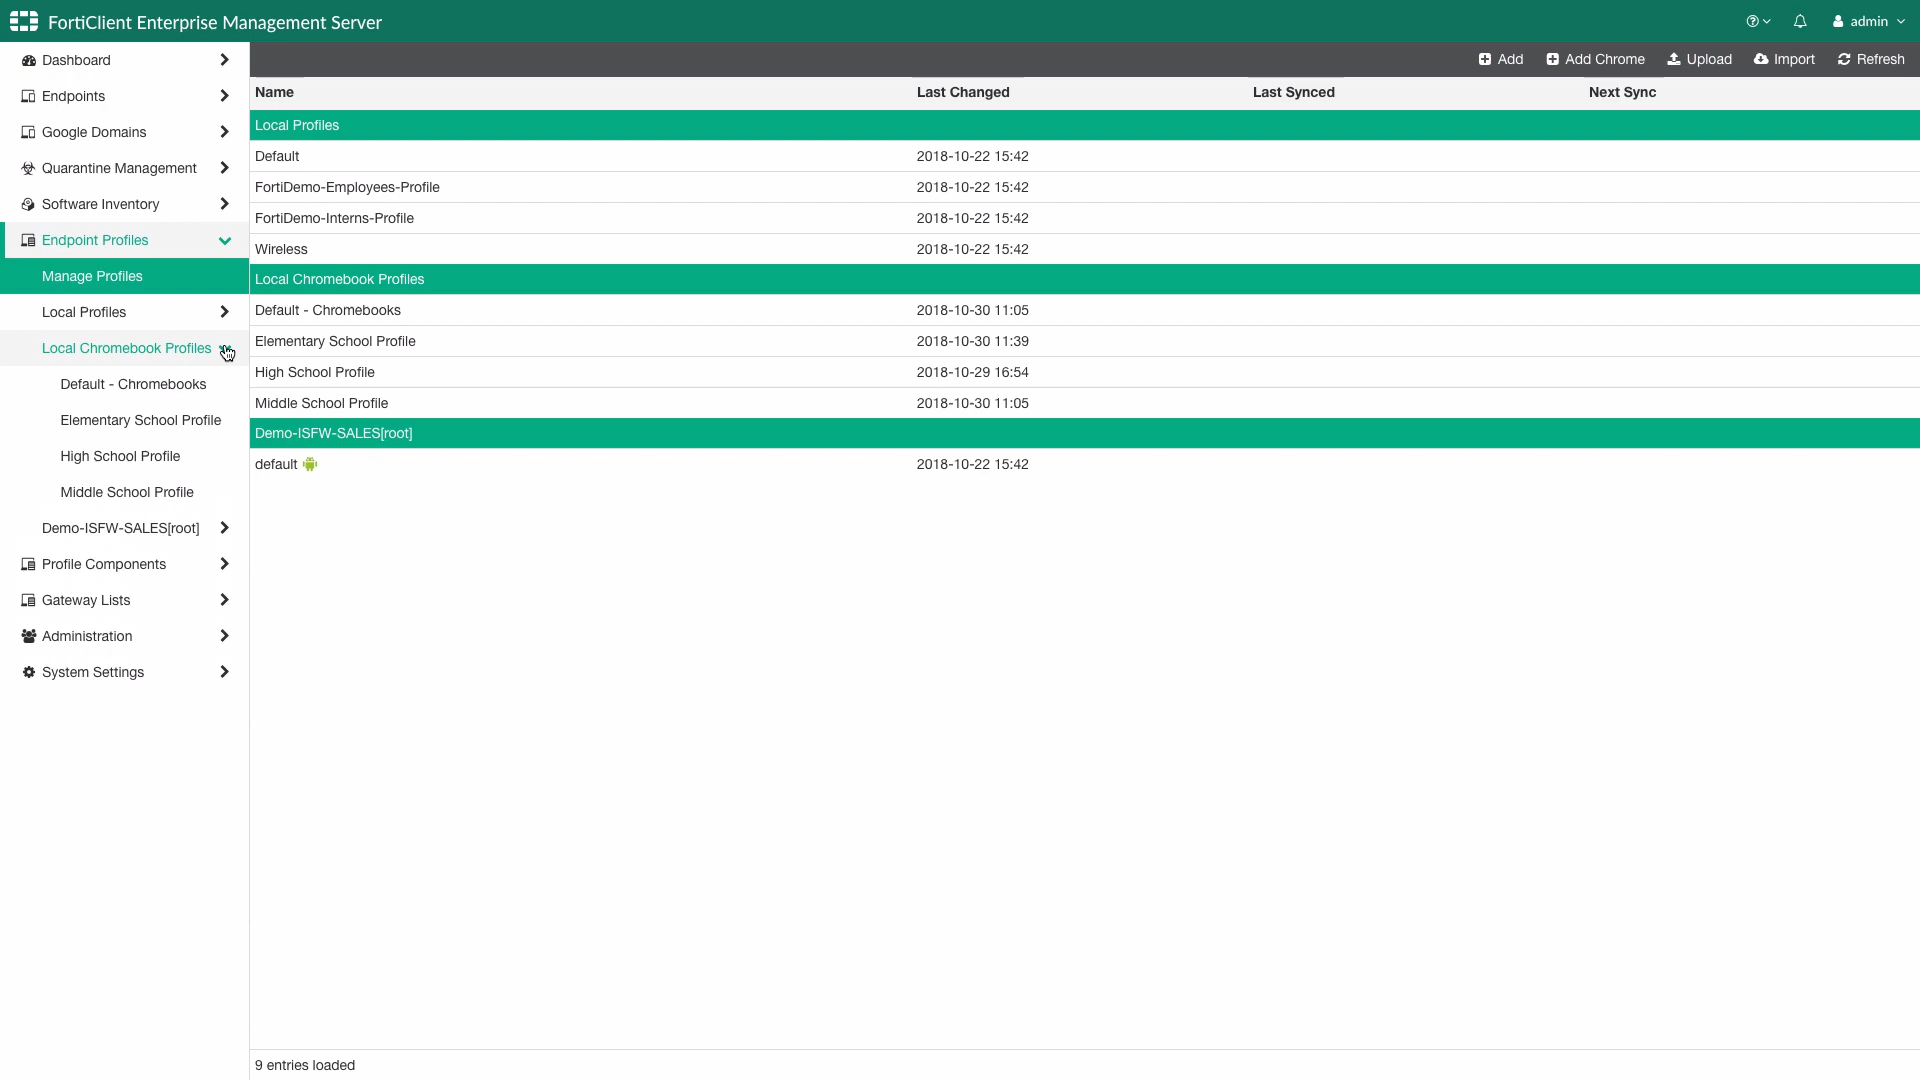 FortiClient Enterprise Management Server
admin
Dashboard
Endpoints
Google Domains
Quarantine Management
Software Inventory
Endpoint Profiles
Manage Profiles
Local Profiles
Local Chromebook Profiles
Default - Chromebooks
Elementary School Profile
High School Profile
Middle School Profile
Demo-ISFW-SALES[root]
Profile Components
Gateway Lists
Administration
System Settings
Add Add Chrome Upload Import Refresh
Name Last Changed Last Synced Next Sync
Local Profiles
Default 2018-10-22 15:42
FortiDemo-Employees-Profile 2018-10-22 15:42
FortiDemo-Interns-Profile 2018-10-22 15:42
Wireless 2018-10-22 15:42
Local Chromebook Profiles
Default - Chromebooks 2018-10-30 11:05
Elementary School Profile 2018-10-30 11:39
High School Profile 2018-10-29 16:54
Middle School Profile 2018-10-30 11:05
Demo-ISFW-SALES[root]
default 2018-10-22 15:42
9 entries loaded